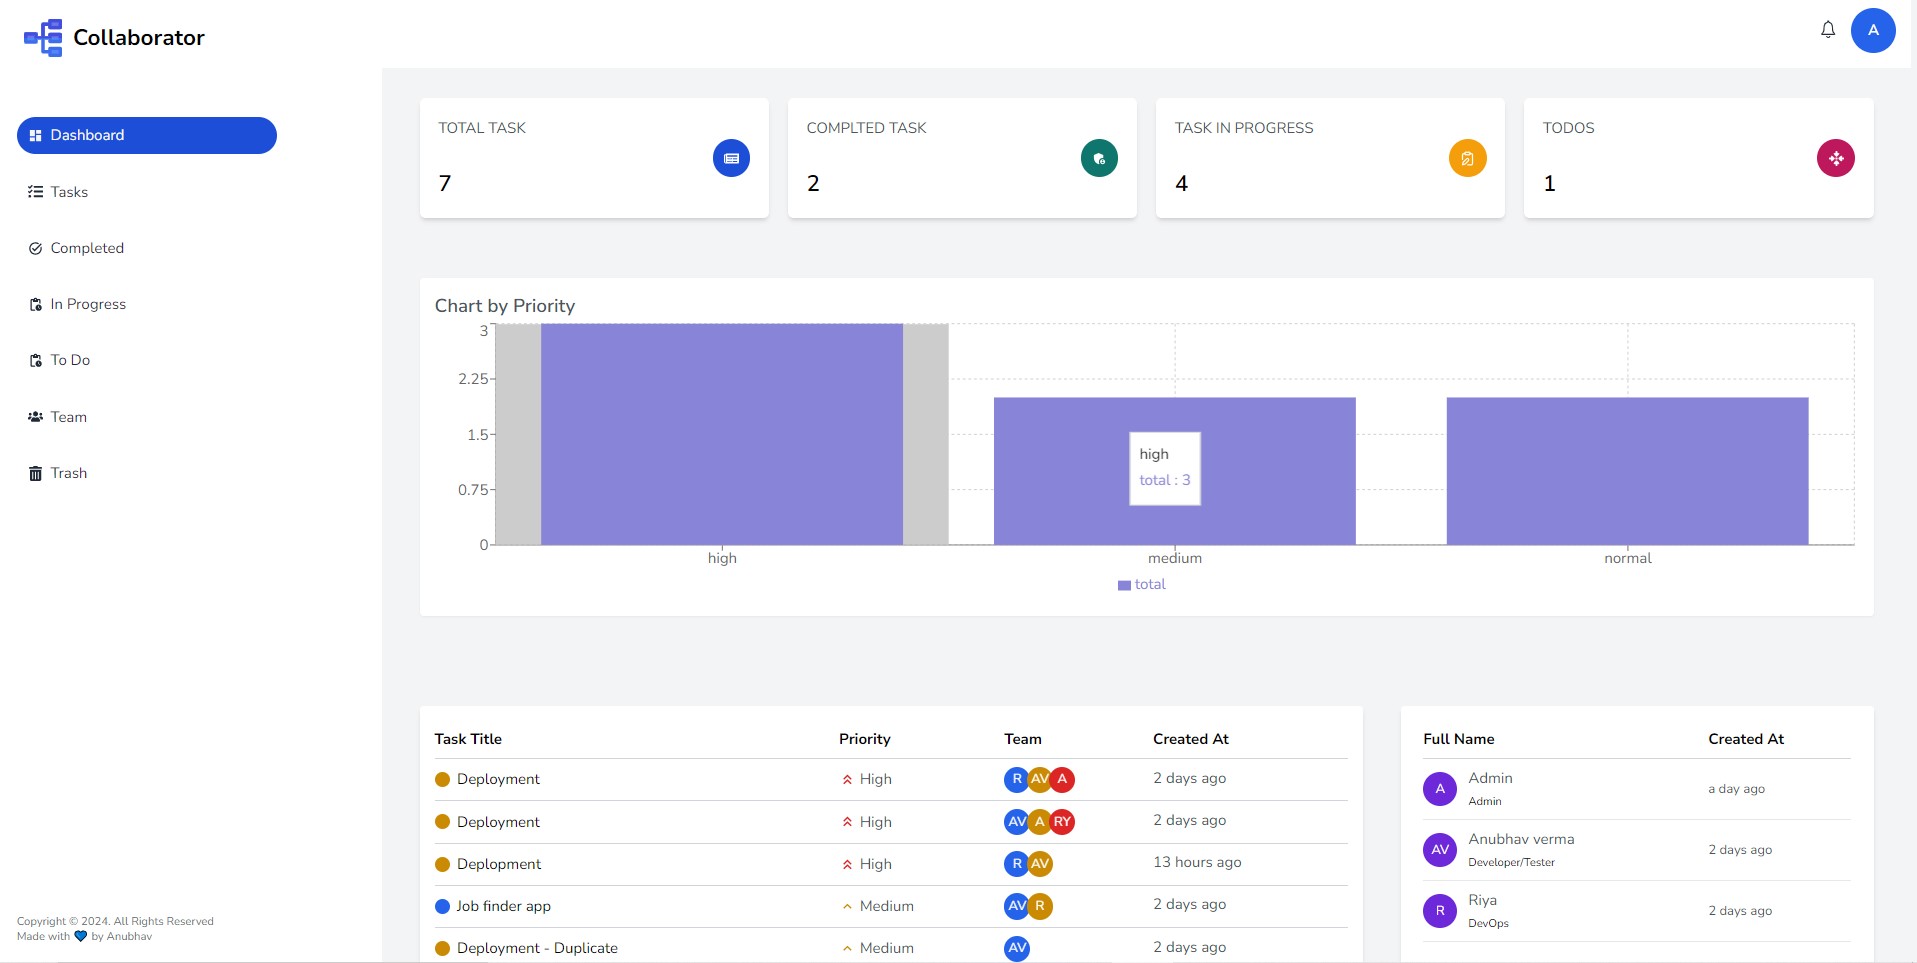 Collaborator
A
Dashboard
Tasks
Completed
In Progress
To Do
Team
Trash
Copyright © 2024. All Rights Reserved
Made with 💙 by Anubhav
TOTAL TASK
7
COMPLTED TASK
2
TASK IN PROGRESS
4
TODOS
1
Chart by Priority
3
2.25
1.5
0.75
0
high
total : 3
high medium normal
total
Task Title Priority Team Created At
Deployment High R AV A 2 days ago
Deployment High AV A RY 2 days ago
Deplopment High R AV 13 hours ago
Job finder app Medium AV R 2 days ago
Deployment - Duplicate Medium AV 2 days ago
Full Name Created At
A Admin a day ago
Admin
AV Anubhav verma 2 days ago
Developer/Tester
R Riya 2 days ago
DevOps